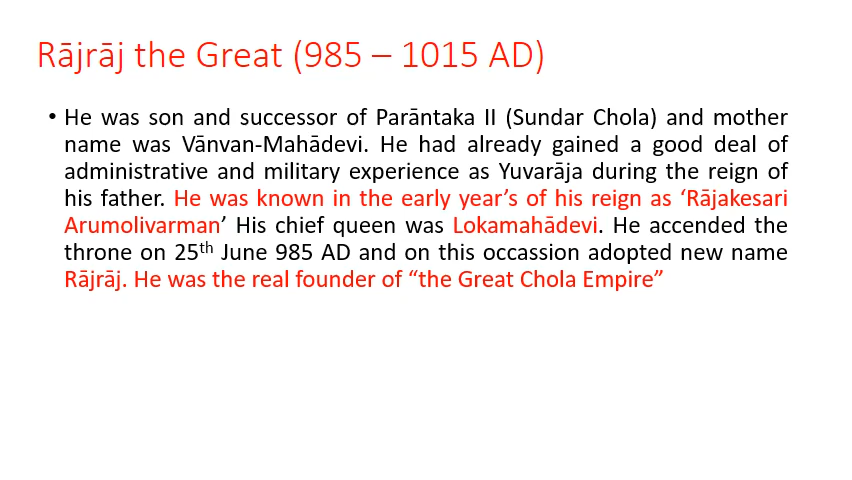 Rājrāj the Great (985 – 1015 AD)
• He was son and successor of Parāntaka II (Sundar Chola) and mother
name was Vānvan-Mahādevi. He had already gained a good deal of
administrative and military experience as Yuvarāja during the reign of
his father. He was known in the early year’s of his reign as ‘Rājakesari
Arumolivarman’ His chief queen was Lokamahādevi. He accended the
throne on 25th June 985 AD and on this occassion adopted new name
Rājrāj. He was the real founder of “the Great Chola Empire”